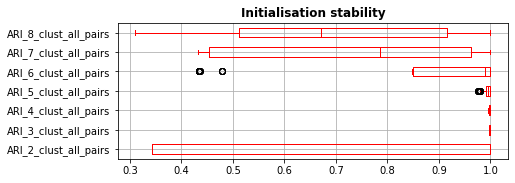 Initialisation stability
ARI_8_clust_all_pairs
ARI_7_clust_all_pairs
ARI_6_clust_all_pairs
ARI_5_clust_all_pairs
ARI_4_clust_all_pairs
ARI_3_clust_all_pairs
ARI_2_clust_all_pairs
0.3 0.4 0.5 0.6 0.7 0.8 0.9 1.0